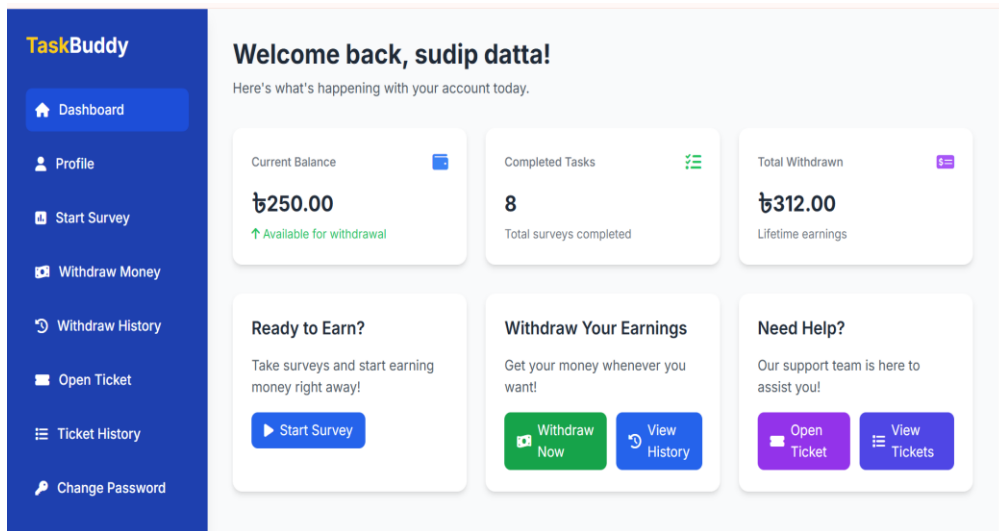 TaskBuddy
Dashboard
Profile
Start Survey
Withdraw Money
Withdraw History
Open Ticket
Ticket History
Change Password
Welcome back, sudip datta!
Here's what's happening with your account today.
Current Balance
৳250.00
Available for withdrawal
Completed Tasks
8
Total surveys completed
Total Withdrawn
৳312.00
Lifetime earnings
Ready to Earn?
Take surveys and start earning
money right away!
Start Survey
Withdraw Your Earnings
Get your money whenever you
want!
Withdraw
Now
View
History
Need Help?
Our support team is here to
assist you!
Open
Ticket
View
Tickets